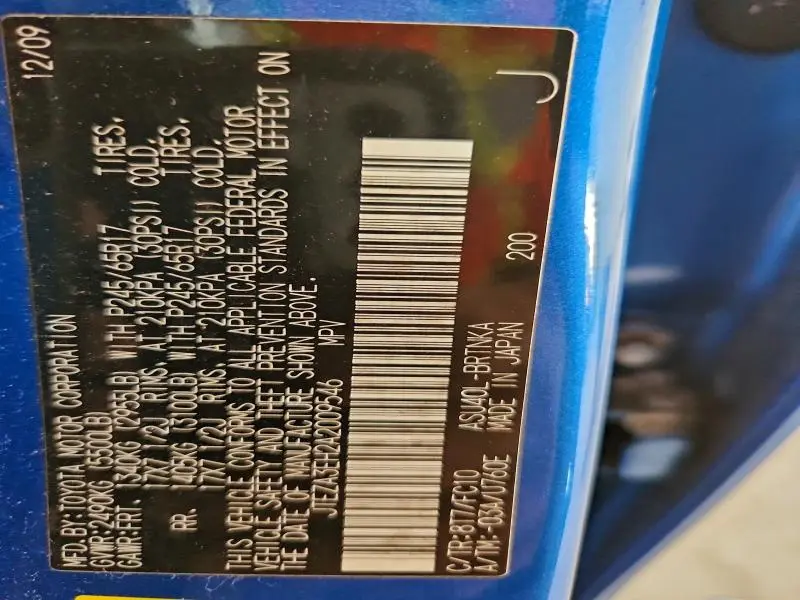 MFD.BY:TOYOTA MOTOR CORPORATION 12/09
GVWR:2490KG (5500LB)
GAWR:FRT. 1340KG (2955LB) WITH P245/65R17 TIRES,
17X7 1/2J RIMS, AT 210KPA (30PSI) COLD.
RR. 1405KG (3100LB) WITH P245/65R17 TIRES,
17X7 1/2J RIMS, AT 210KPA (30PSI) COLD.
THIS VEHICLE CONFORMS TO ALL APPLICABLE FEDERAL MOTOR
VEHICLE SAFETY AND THEFT PREVENTION STANDARDS IN EFFECT ON
THE DATE OF MANUFACTURE SHOWN ABOVE.
JTEZA3EH2A2009546 MPV
C/TR:8T7/FC10 ASU40L-BRTNKA 200
A/TM:-03A/U760E MADE IN JAPAN J